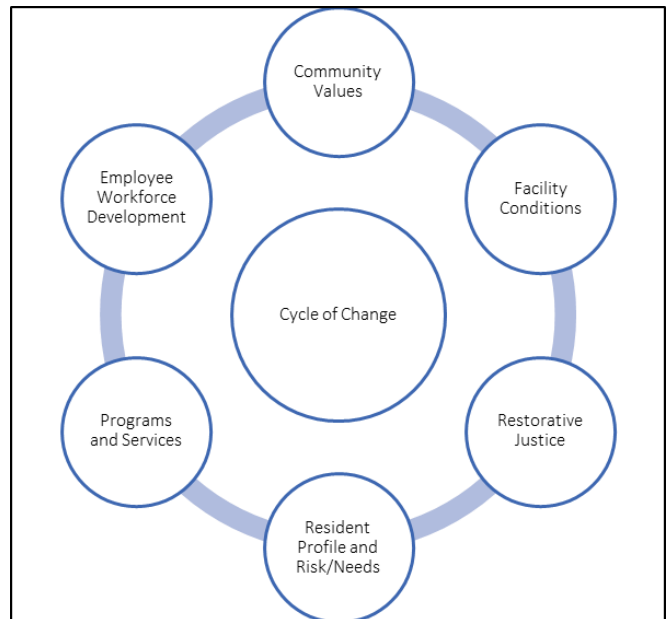 Community
Values
Employee
Workforce
Development
Facility
Conditions
Cycle of Change
Programs
and Services
Restorative
Justice
Resident
Profile and
Risk/Needs